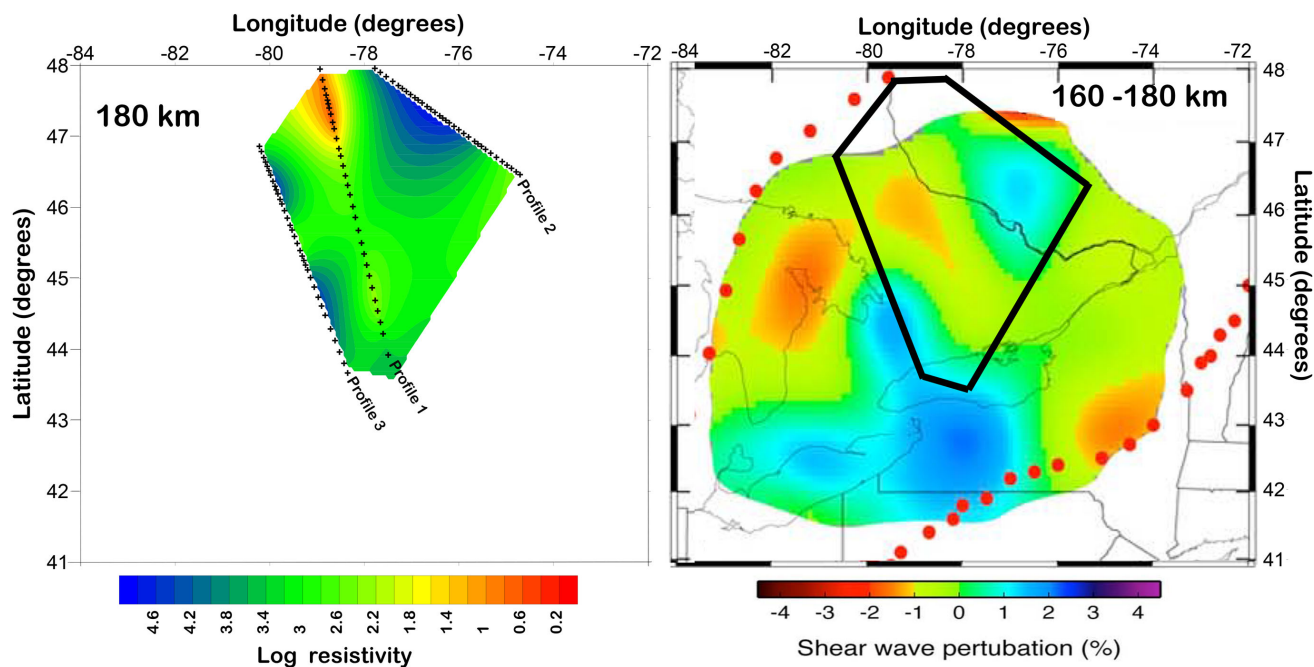 Longitude (degrees)
-84 -82 -80 -78 -76 -74 -72
48
47
46
45
44
43
42
41
Latitude (degrees)
180 km
Profile 2
Profile 1
Profile 3
4.6 4.2 3.8 3.4 3 2.6 2.2 1.8 1.4 1 0.6 0.2
Log resistivity
Longitude (degrees)
-84 -82 -80 -78 -76 -74 -72
48
47
46
45
44
43
42
41
Latitude (degrees)
160 -180 km
-4 -3 -2 -1 0 1 2 3 4
Shear wave pertubation (%)